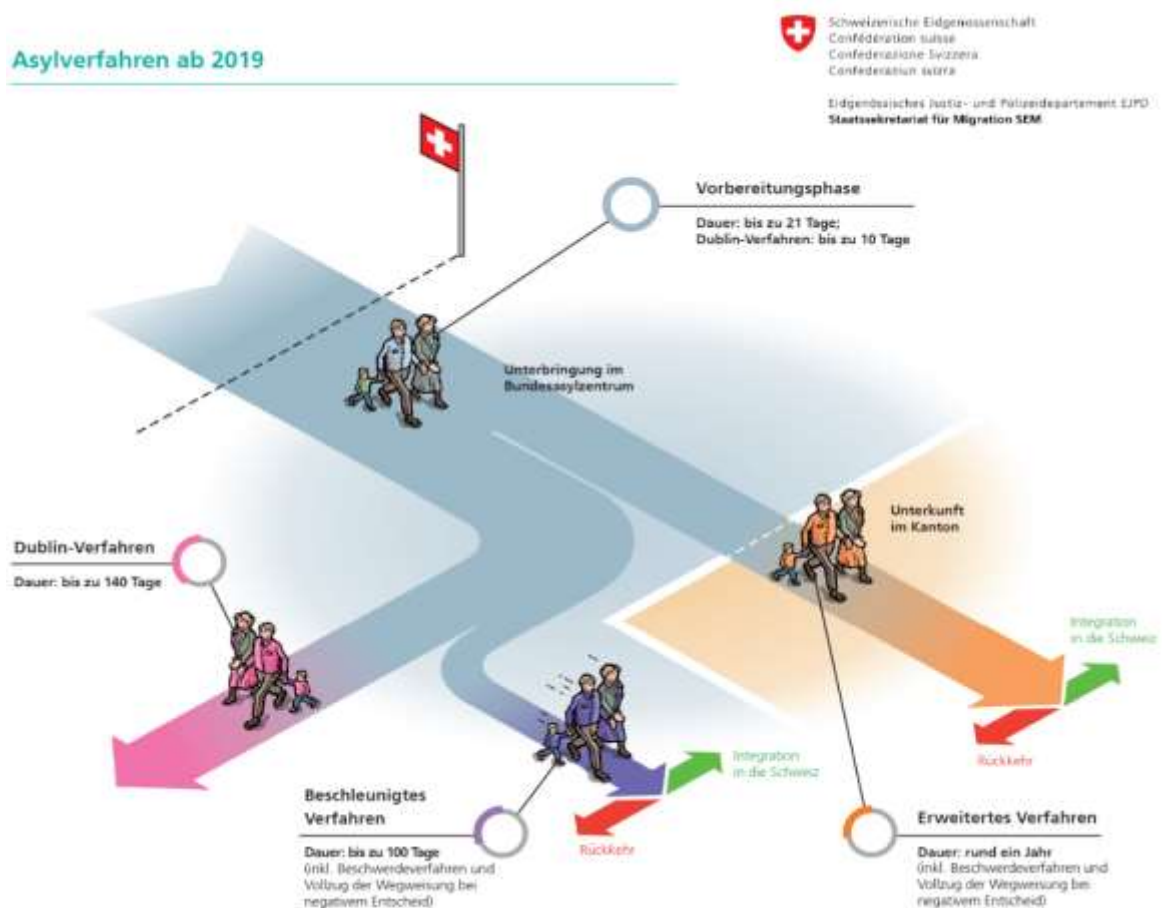 Asylverfahren ab 2019
Schweizerische Eidgenossenschaft
Confédération suisse
Confederazione Svizzera
Confederaziun svizra
Eidgenössisches Justiz- und Polizeidepartement EJPD
Staatssekretariat für Migration SEM
Vorbereitungsphase
Dauer: bis zu 21 Tage;
Dublin-Verfahren: bis zu 10 Tage
Unterbringung im
Bundesasylzentrum
Unterkunft
im Kanton
Dublin-Verfahren
Dauer: bis zu 140 Tage
Integration
in die Schweiz
Rückkehr
Integration
in die Schweiz
Rückkehr
Beschleunigtes
Verfahren
Dauer: bis zu 100 Tage
(inkl. Beschwerdeverfahren und
Vollzug der Wegweisung bei
negativem Entscheid)
Erweitertes Verfahren
Dauer: rund ein Jahr
(inkl. Beschwerdeverfahren und
Vollzug der Wegweisung bei
negativem Entscheid)